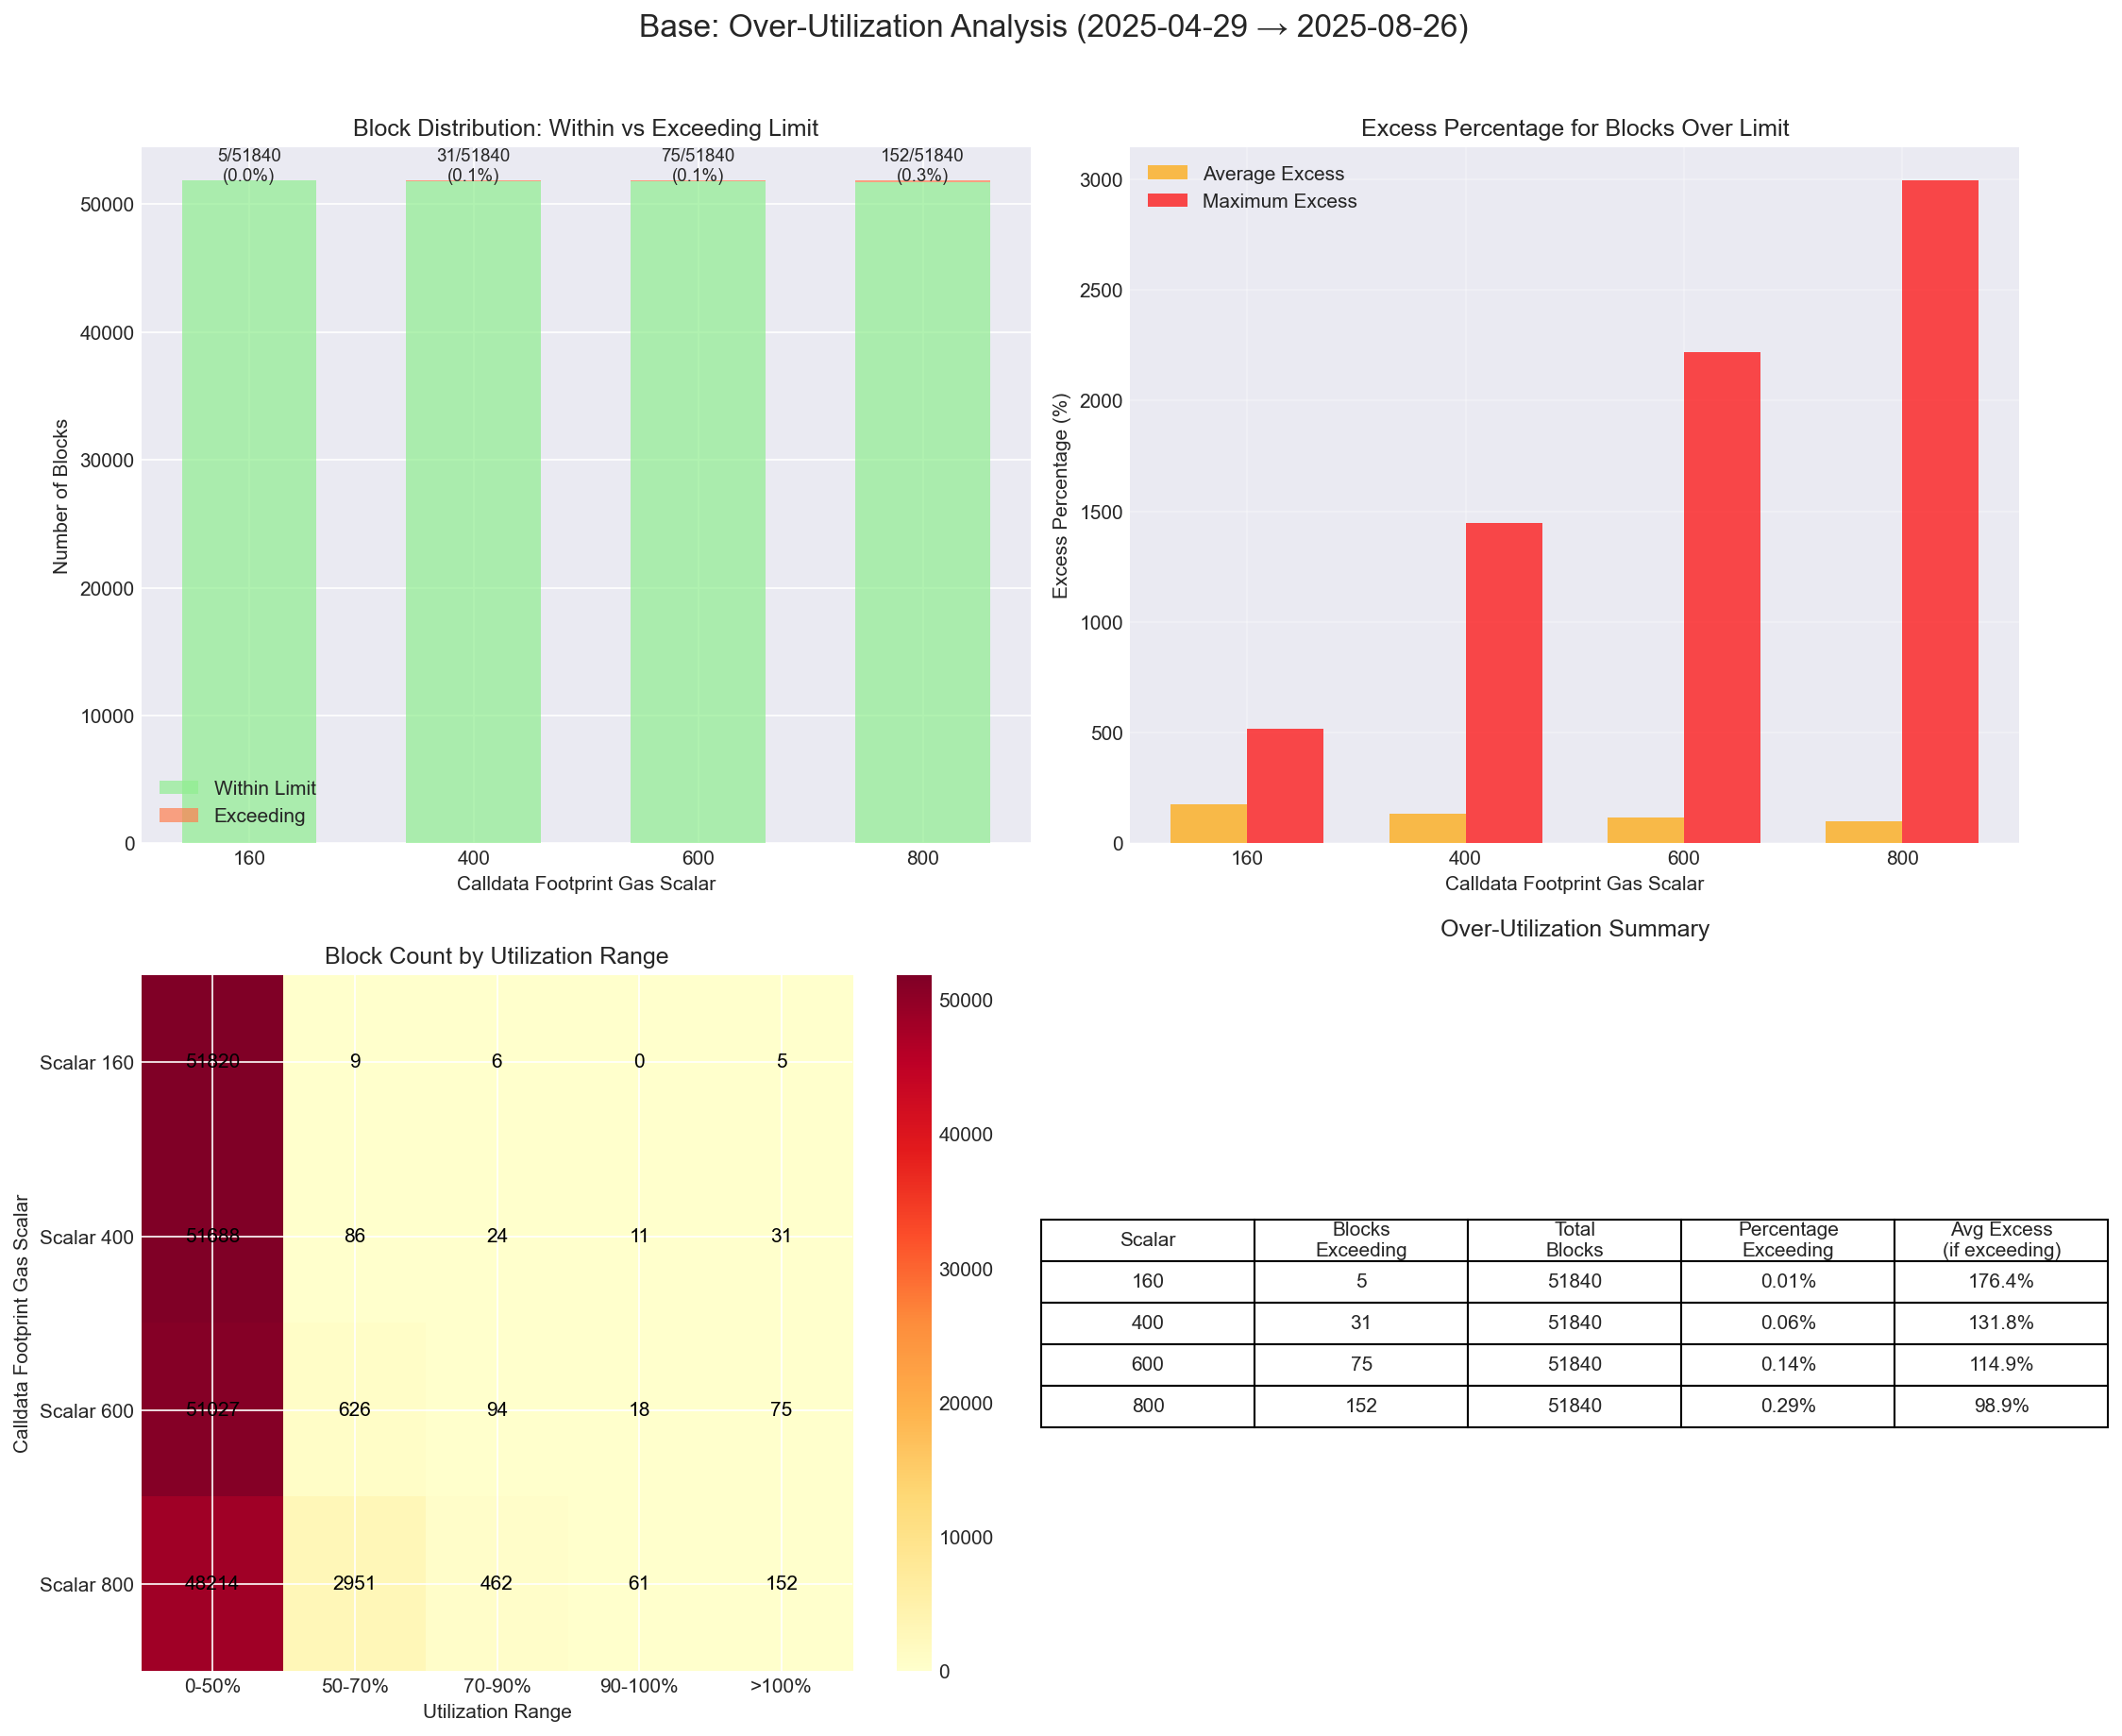 Base: Over-Utilization Analysis (2025-04-29 → 2025-08-26)
Block Distribution: Within vs Exceeding Limit
5/51840
(0.0%)
31/51840
(0.1%)
75/51840
(0.1%)
152/51840
(0.3%)
50000
40000
30000
20000
10000
0
Number of Blocks
Within Limit
Exceeding
160 400 600 800
Calldata Footprint Gas Scalar
Excess Percentage for Blocks Over Limit
Average Excess
Maximum Excess
3000
2500
2000
1500
1000
500
0
Excess Percentage (%)
160 400 600 800
Calldata Footprint Gas Scalar
Block Count by Utilization Range
Calldata Footprint Gas Scalar
Scalar 160 51820 9 6 0 5
Scalar 400 51688 86 24 11 31
Scalar 600 51027 626 94 18 75
Scalar 800 48214 2951 462 61 152
0-50% 50-70% 70-90% 90-100% >100%
Utilization Range
50000
40000
30000
20000
10000
0
Over-Utilization Summary
Scalar Blocks Exceeding Total Blocks Percentage Exceeding Avg Excess (if exceeding)
160 5 51840 0.01% 176.4%
400 31 51840 0.06% 131.8%
600 75 51840 0.14% 114.9%
800 152 51840 0.29% 98.9%